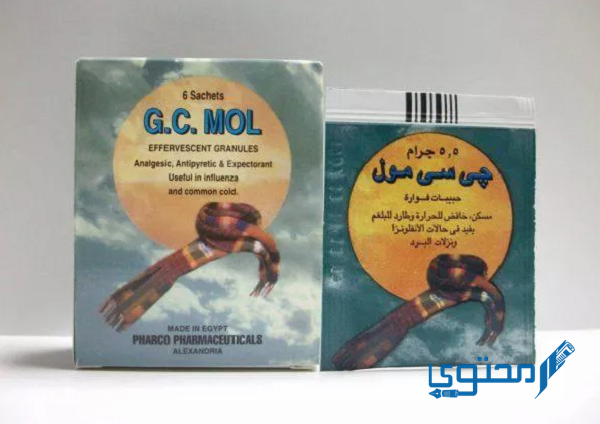 6 Sachets
G.C. MOL
EFFERVESCENT GRANULES
Analgesic, Antipyretic & Expectorant
Useful in influenza
and common cold.
MADE IN EGYPT
PHARCO PHARMACEUTICALS
ALEXANDRIA
٥,٥ جرام
چى سى مول
حبيبات فوارة
مسكن، خافض للحرارة وطارد للبلغم
يفيد فى حالات الأنفلونزا
ونزلات البرد
محتوى